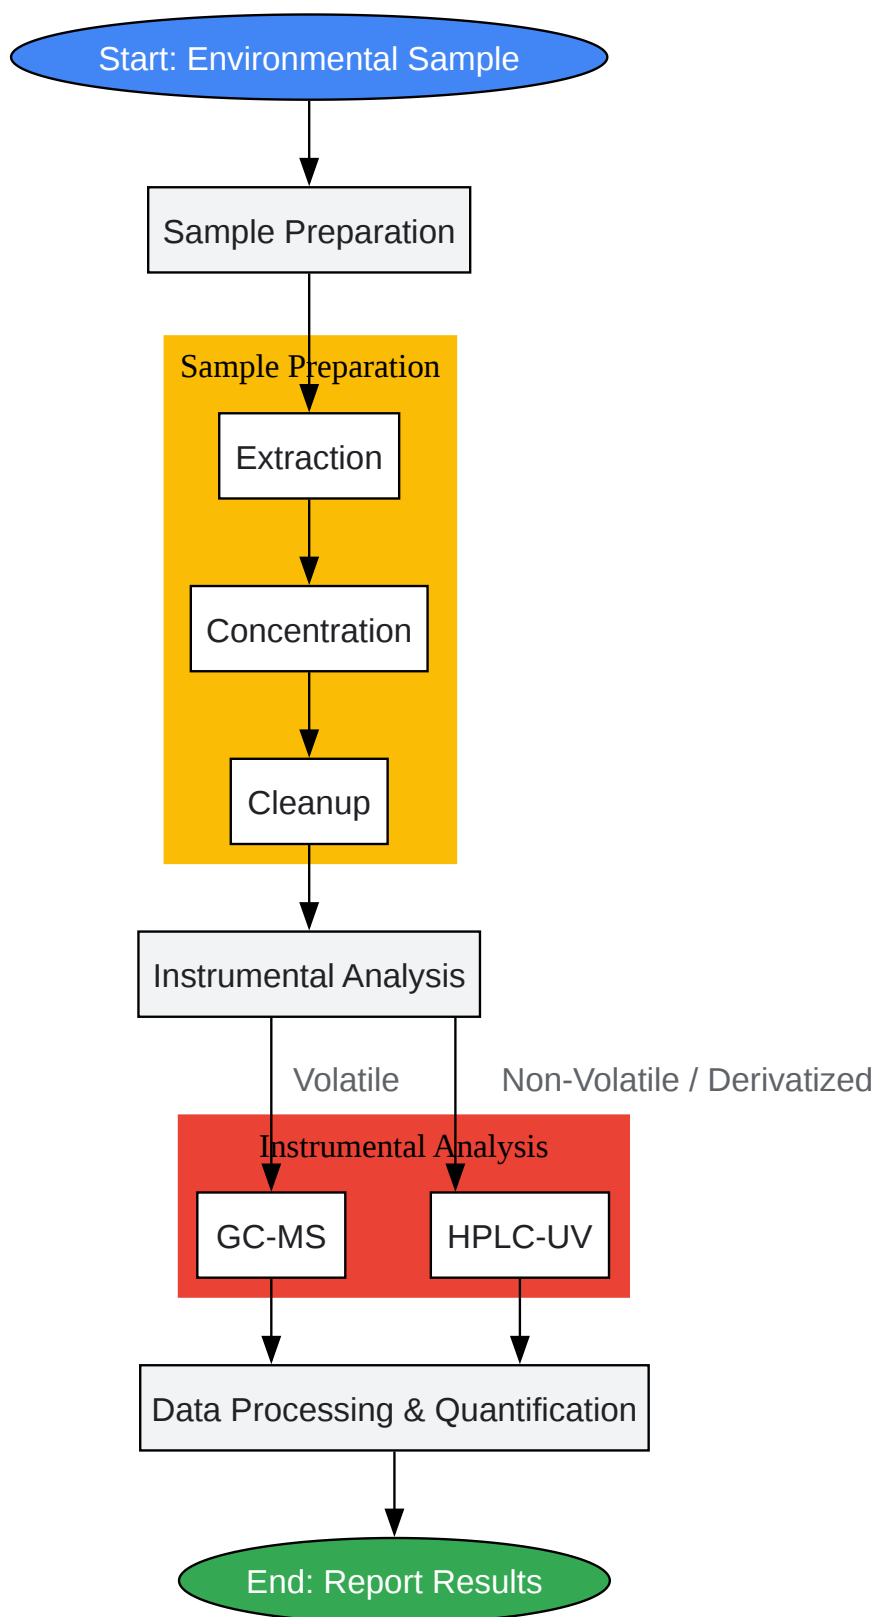 Start: Environmental Sample
Sample Preparation
Sample Preparation
Extraction
Concentration
Cleanup
Instrumental Analysis
Volatile
Non-Volatile / Derivatized
Instrumental Analysis
GC-MS
HPLC-UV
Data Processing & Quantification
End: Report Results